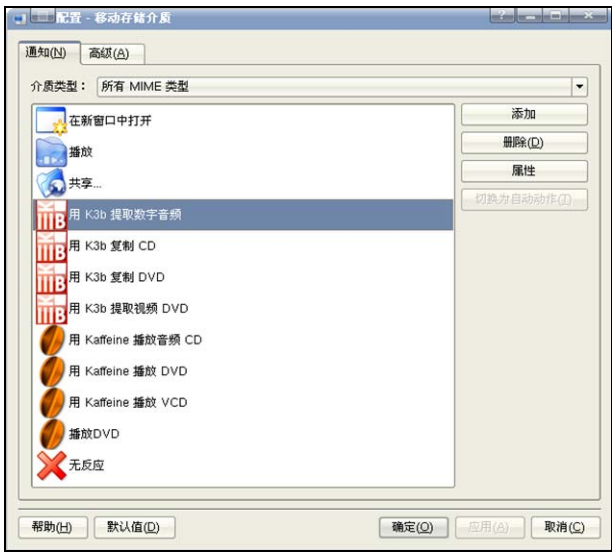 配置 - 移动存储介质
通知(N) 高级(A)
介质类型： 所有 MIME 类型
在新窗口中打开
添加
播放
删除(D)
共享...
属性
用 K3b 提取数字音频
切换为自动动作(T)
用 K3b 复制 CD
用 K3b 复制 DVD
用 K3b 提取视频 DVD
用 Kaffeine 播放音频 CD
用 Kaffeine 播放 DVD
用 Kaffeine 播放 VCD
播放DVD
无反应
帮助(H) 默认值(D) 确定(O) 应用(A) 取消(C)